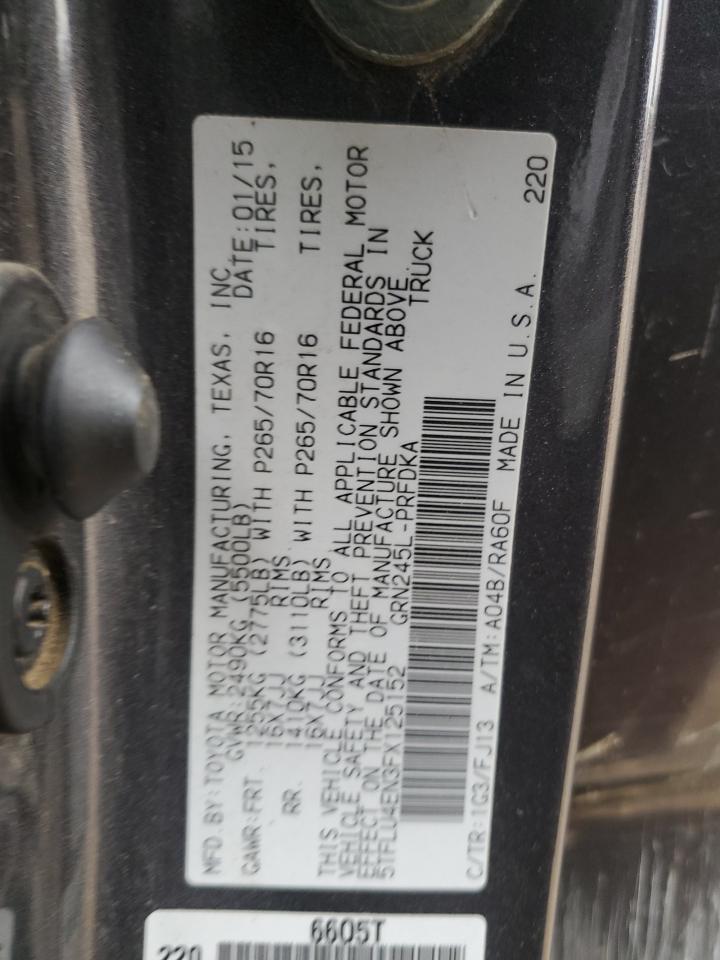 MFD.BY:TOYOTA MOTOR MANUFACTURING, TEXAS, INC.
GVWR:2490KG (5500LB) DATE:01/15
GAWR:FRT. 1255KG (2775LB) WITH P265/70R16 TIRES,
RIMS
RR. 1410KG (3110LB) WITH P265/70R16 TIRES,
RIMS
THIS VEHICLE CONFORMS TO ALL APPLICABLE FEDERAL MOTOR
VEHICLE SAFETY AND THEFT PREVENTION STANDARDS IN
EFFECT ON THE DATE OF MANUFACTURE SHOWN ABOVE.
5TFLU4EN3FX125152 GRN245L-PRFDKA TRUCK
C/TR:1G3/FJ13 A/TM:A04B/RA60F MADE IN U.S.A. 220
6605T
220